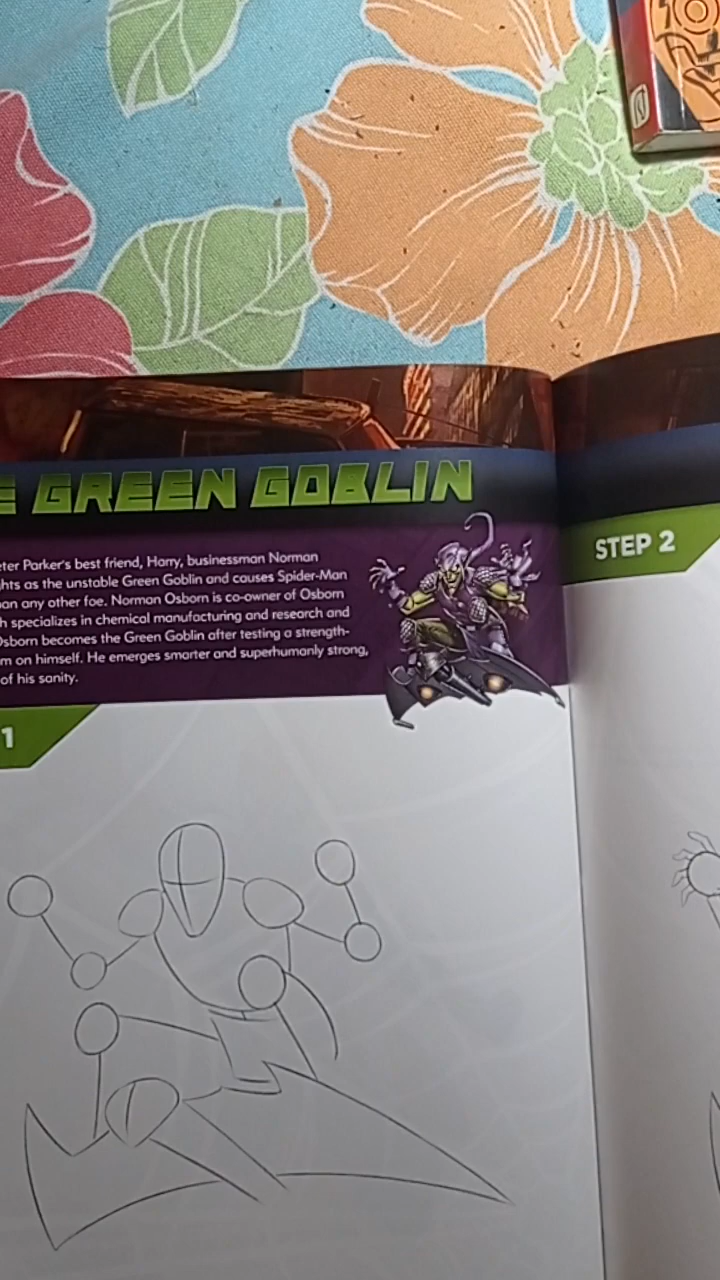 E GREEN GOBLIN
STEP 2
ter Parker's best friend, Harry, businessman Norman
hts as the unstable Green Goblin and causes Spider-Man
an any other foe. Norman Osborn is co-owner of Osborn
h specializes in chemical manufacturing and research and
Osborn becomes the Green Goblin after testing a strength-
m on himself. He emerges smarter and superhumanly strong,
of his sanity.
1